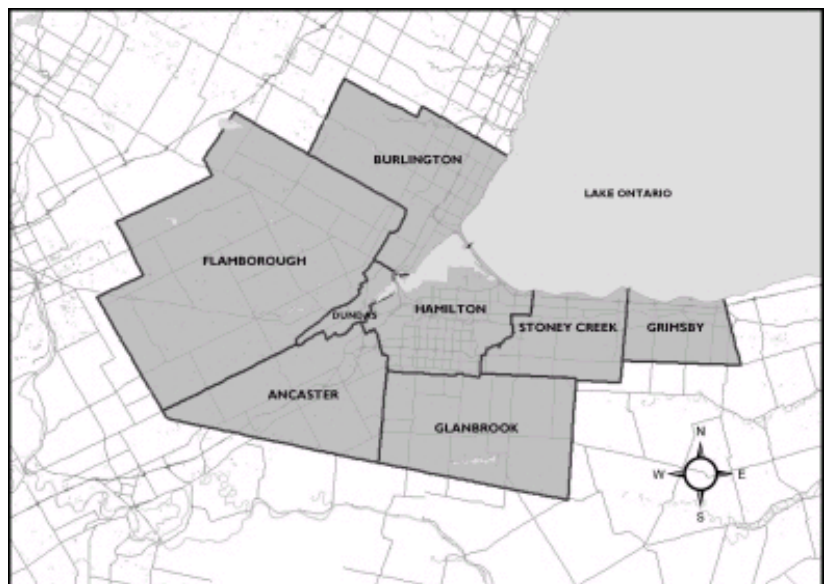 BURLINGTON
LAKE ONTARIO
FLAMBOROUGH
DUNDAS
HAMILTON
STONEY CREEK
GRIMSBY
ANCASTER
GLANBROOK
N
W
E
S